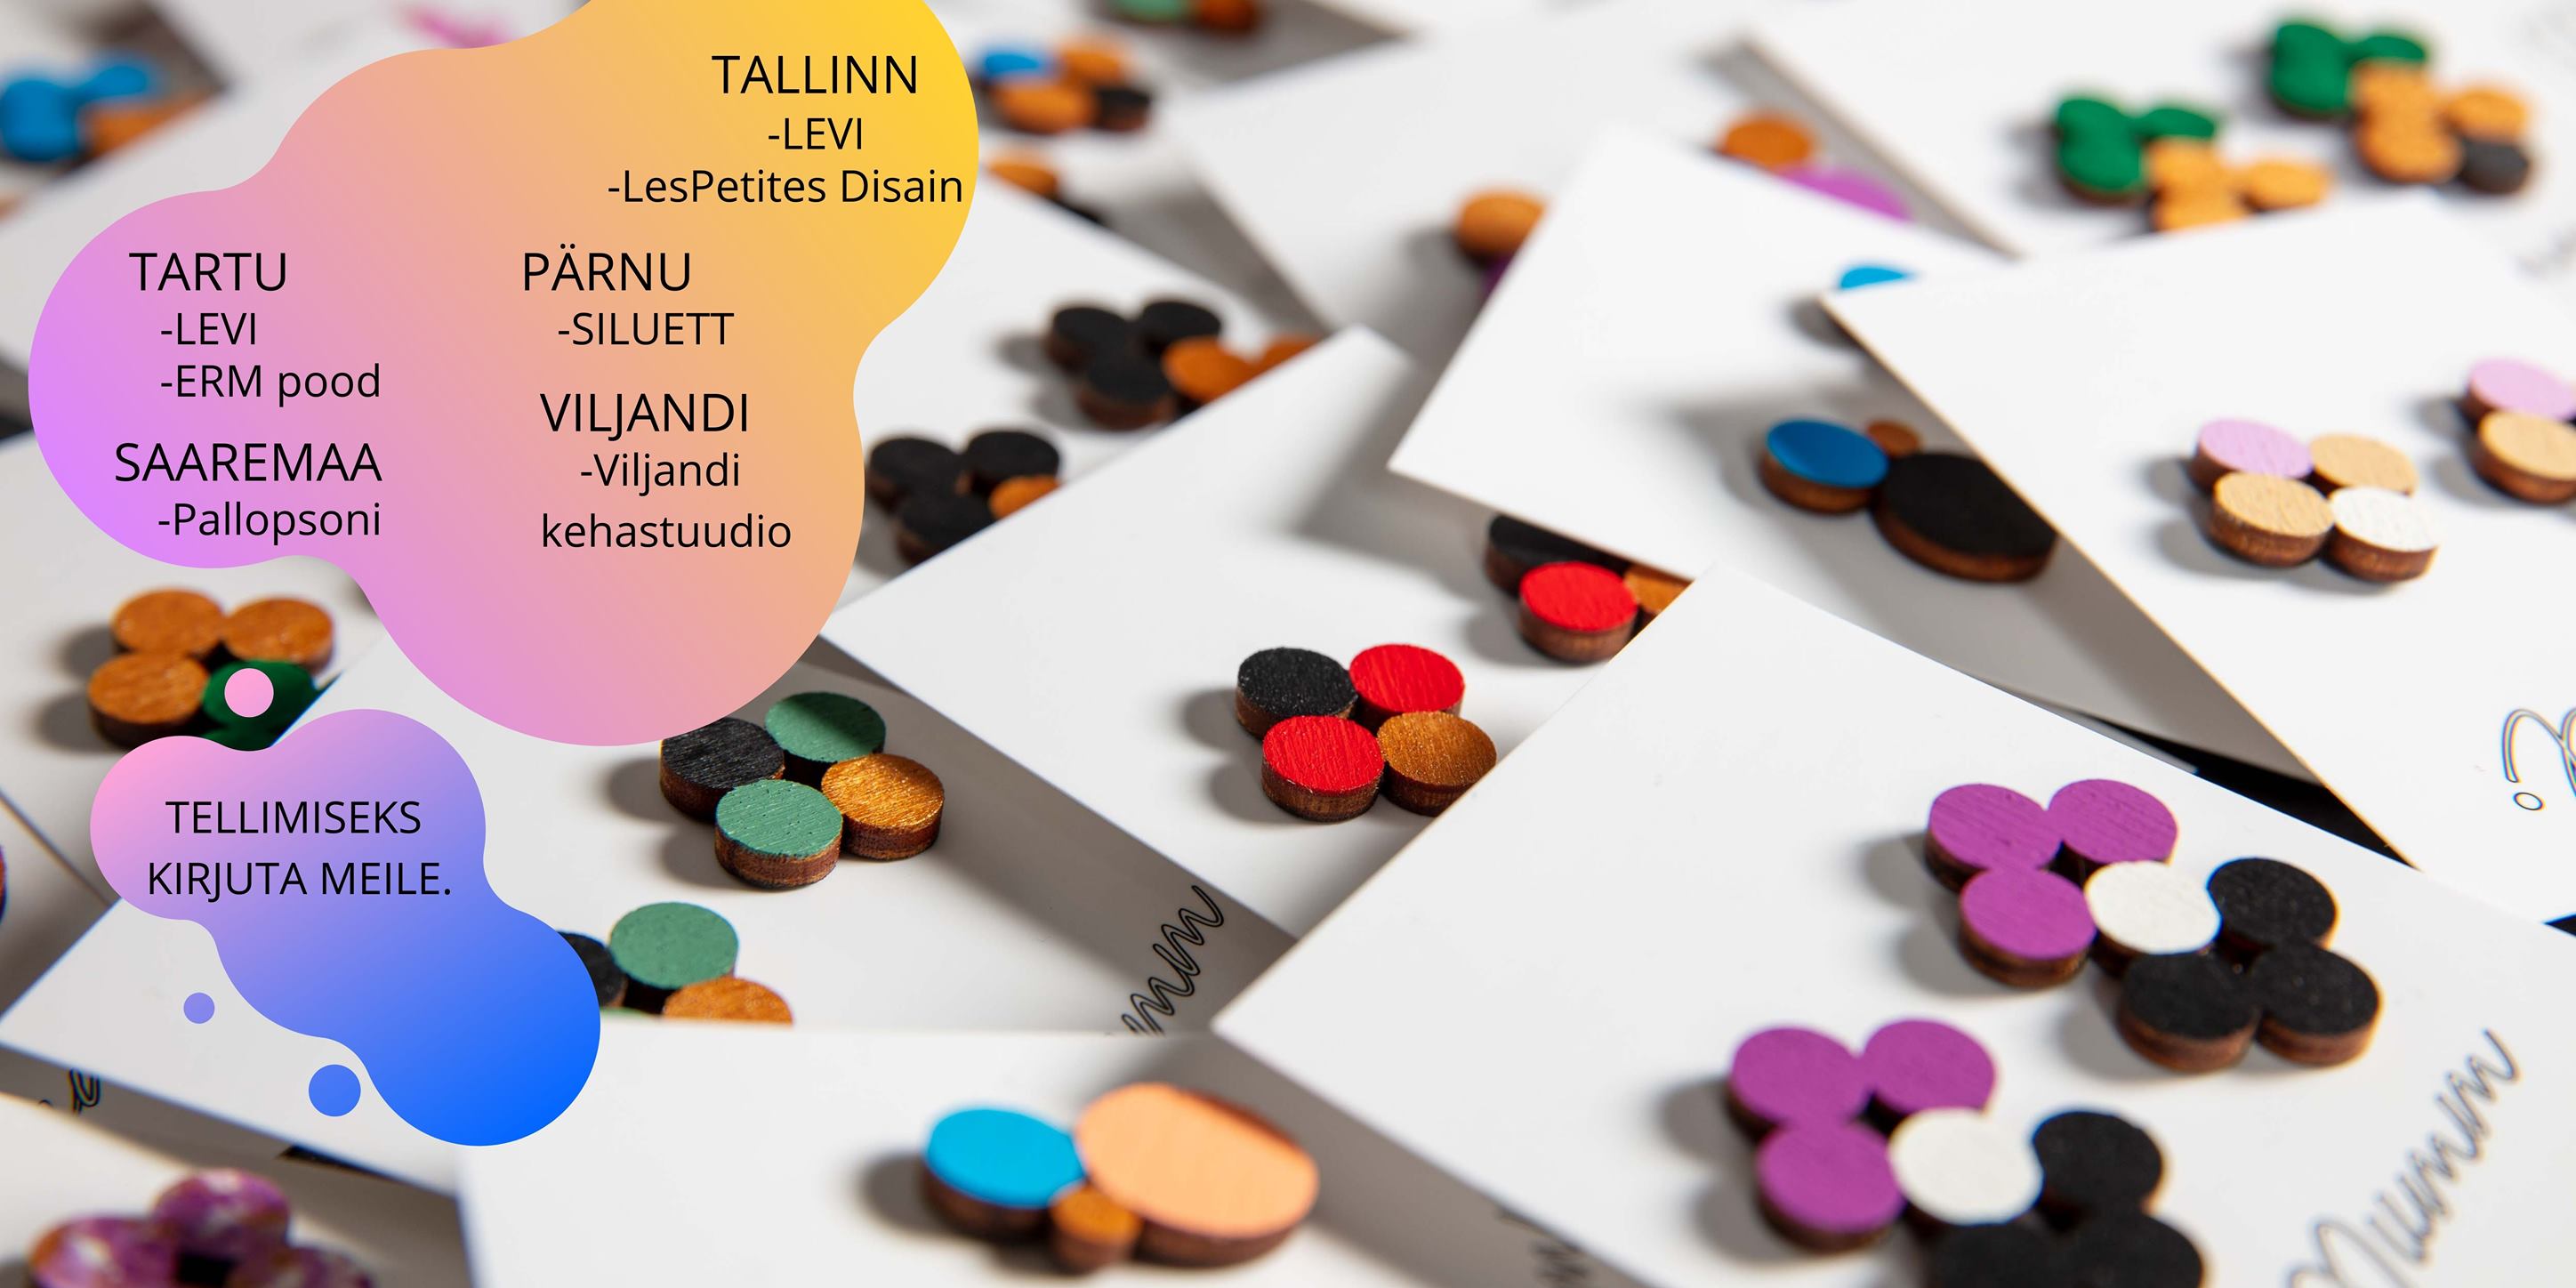 TALLINN
-LEVI
-LesPetites Disain
TARTU
-LEVI
-ERM pood
SAAREMAA
-Pallopsoni
PÄRNU
-SILUETT
VILJANDI
-Viljandi
kehastuudio
TELLIMISEKS
KIRJUTA MEILE.